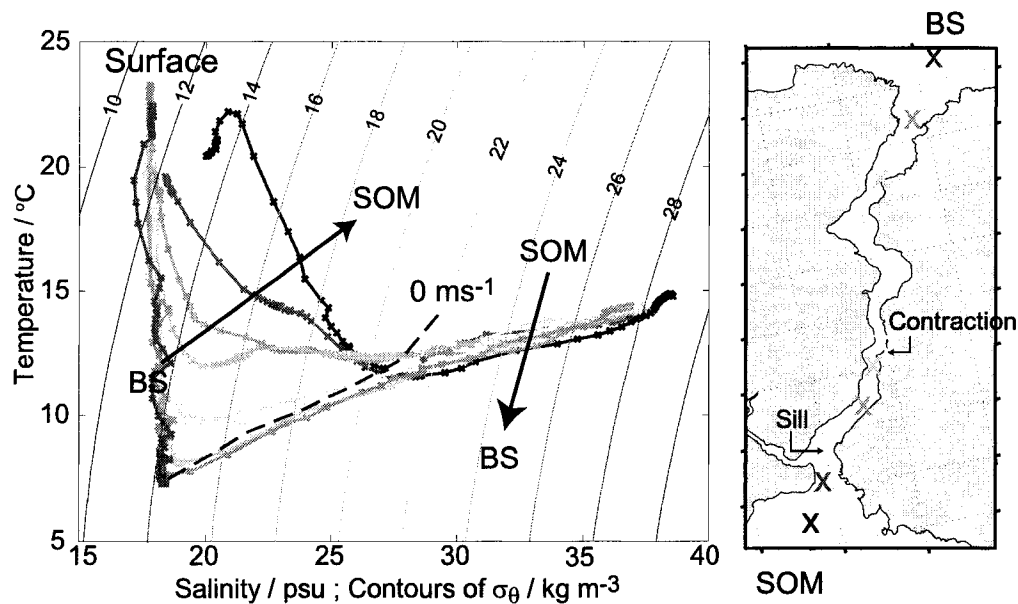 BS
25
Surface
10
12
14
16
18
20
22
24
26
28
20
SOM
SOM
Temperature / ºC
15
0 ms-1
Contraction
BS
10
Sill
BS
5
15
20
25
30
35
40
Salinity / psu ; Contours of σθ / kg m-3
SOM
X
X
X
X
X